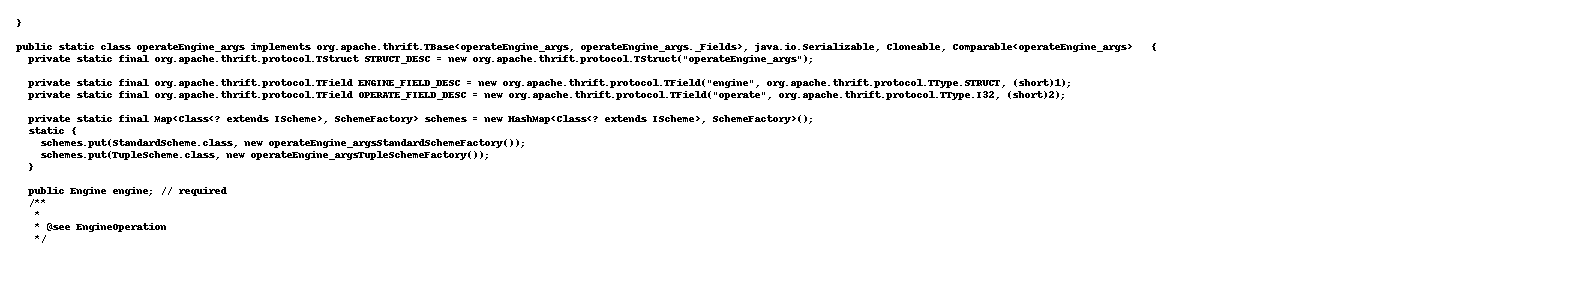 }
public static class operateEngine_args implements org.apache.thrift.TBase<operateEngine_args, operateEngine_args._Fields>, java.io.Serializable, Cloneable, Comparable<operateEngine_args>   {
private static final org.apache.thrift.protocol.TStruct STRUCT_DESC = new org.apache.thrift.protocol.TStruct("operateEngine_args");
private static final org.apache.thrift.protocol.TField ENGINE_FIELD_DESC = new org.apache.thrift.protocol.TField("engine", org.apache.thrift.protocol.TType.STRUCT, (short)1);
private static final org.apache.thrift.protocol.TField OPERATE_FIELD_DESC = new org.apache.thrift.protocol.TField("operate", org.apache.thrift.protocol.TType.I32, (short)2);
private static final Map<Class<? extends IScheme>, SchemeFactory> schemes = new HashMap<Class<? extends IScheme>, SchemeFactory>();
static {
schemes.put(StandardScheme.class, new operateEngine_argsStandardSchemeFactory());
schemes.put(TupleScheme.class, new operateEngine_argsTupleSchemeFactory());
}
public Engine engine; // required
/**
*
* @see EngineOperation
*/